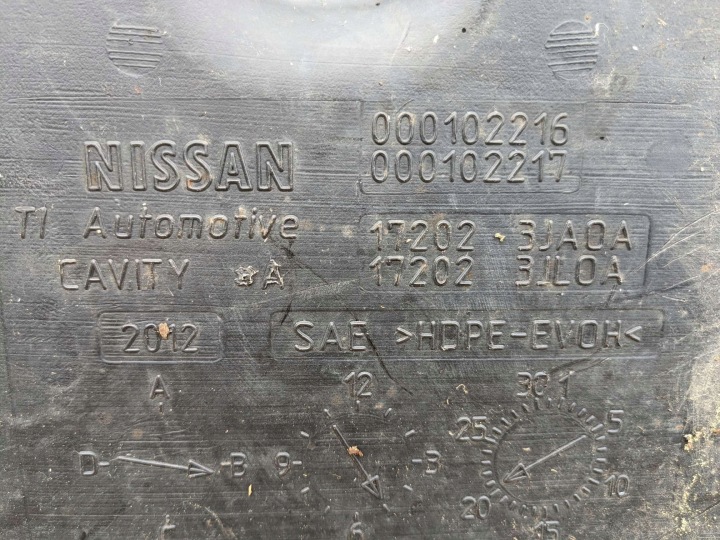 000102216
NISSAN 000102217
TI Automotive 17202 3JA0A
CAVITY A 17202 3JL0A
2012 SAE >HDPE-EVOH<
A 12 30 1
25 5
D B 9 3
20 10
C 6 15